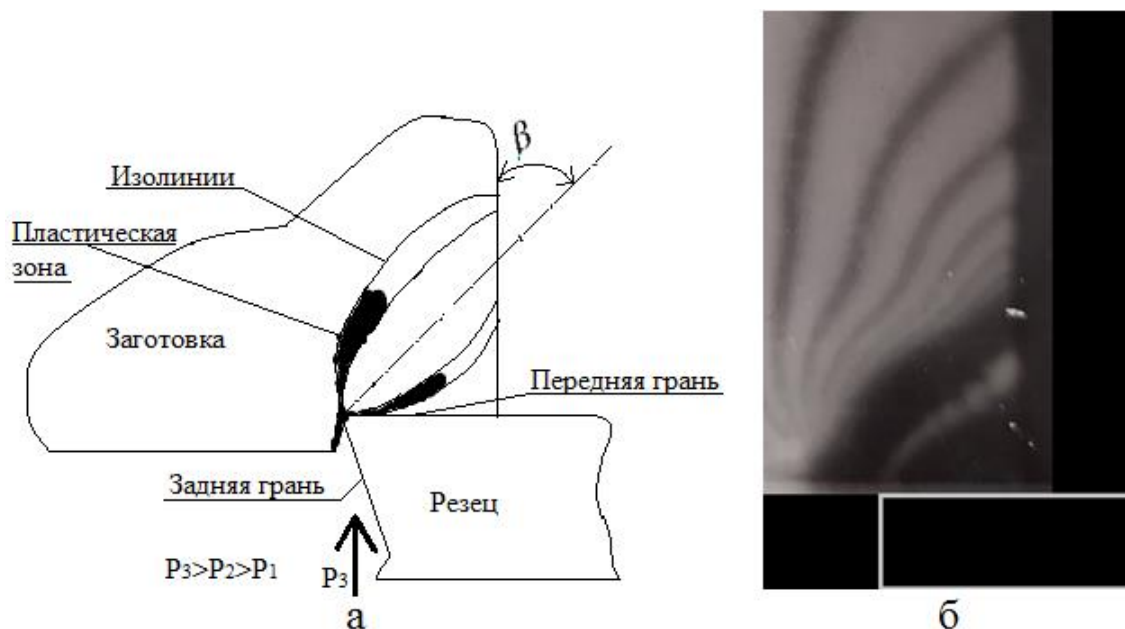 β
Изолинии
Пластическая
зона
Заготовка
Передняя грань
Задняя грань
Резец
P3>P2>P1
P3
а
б